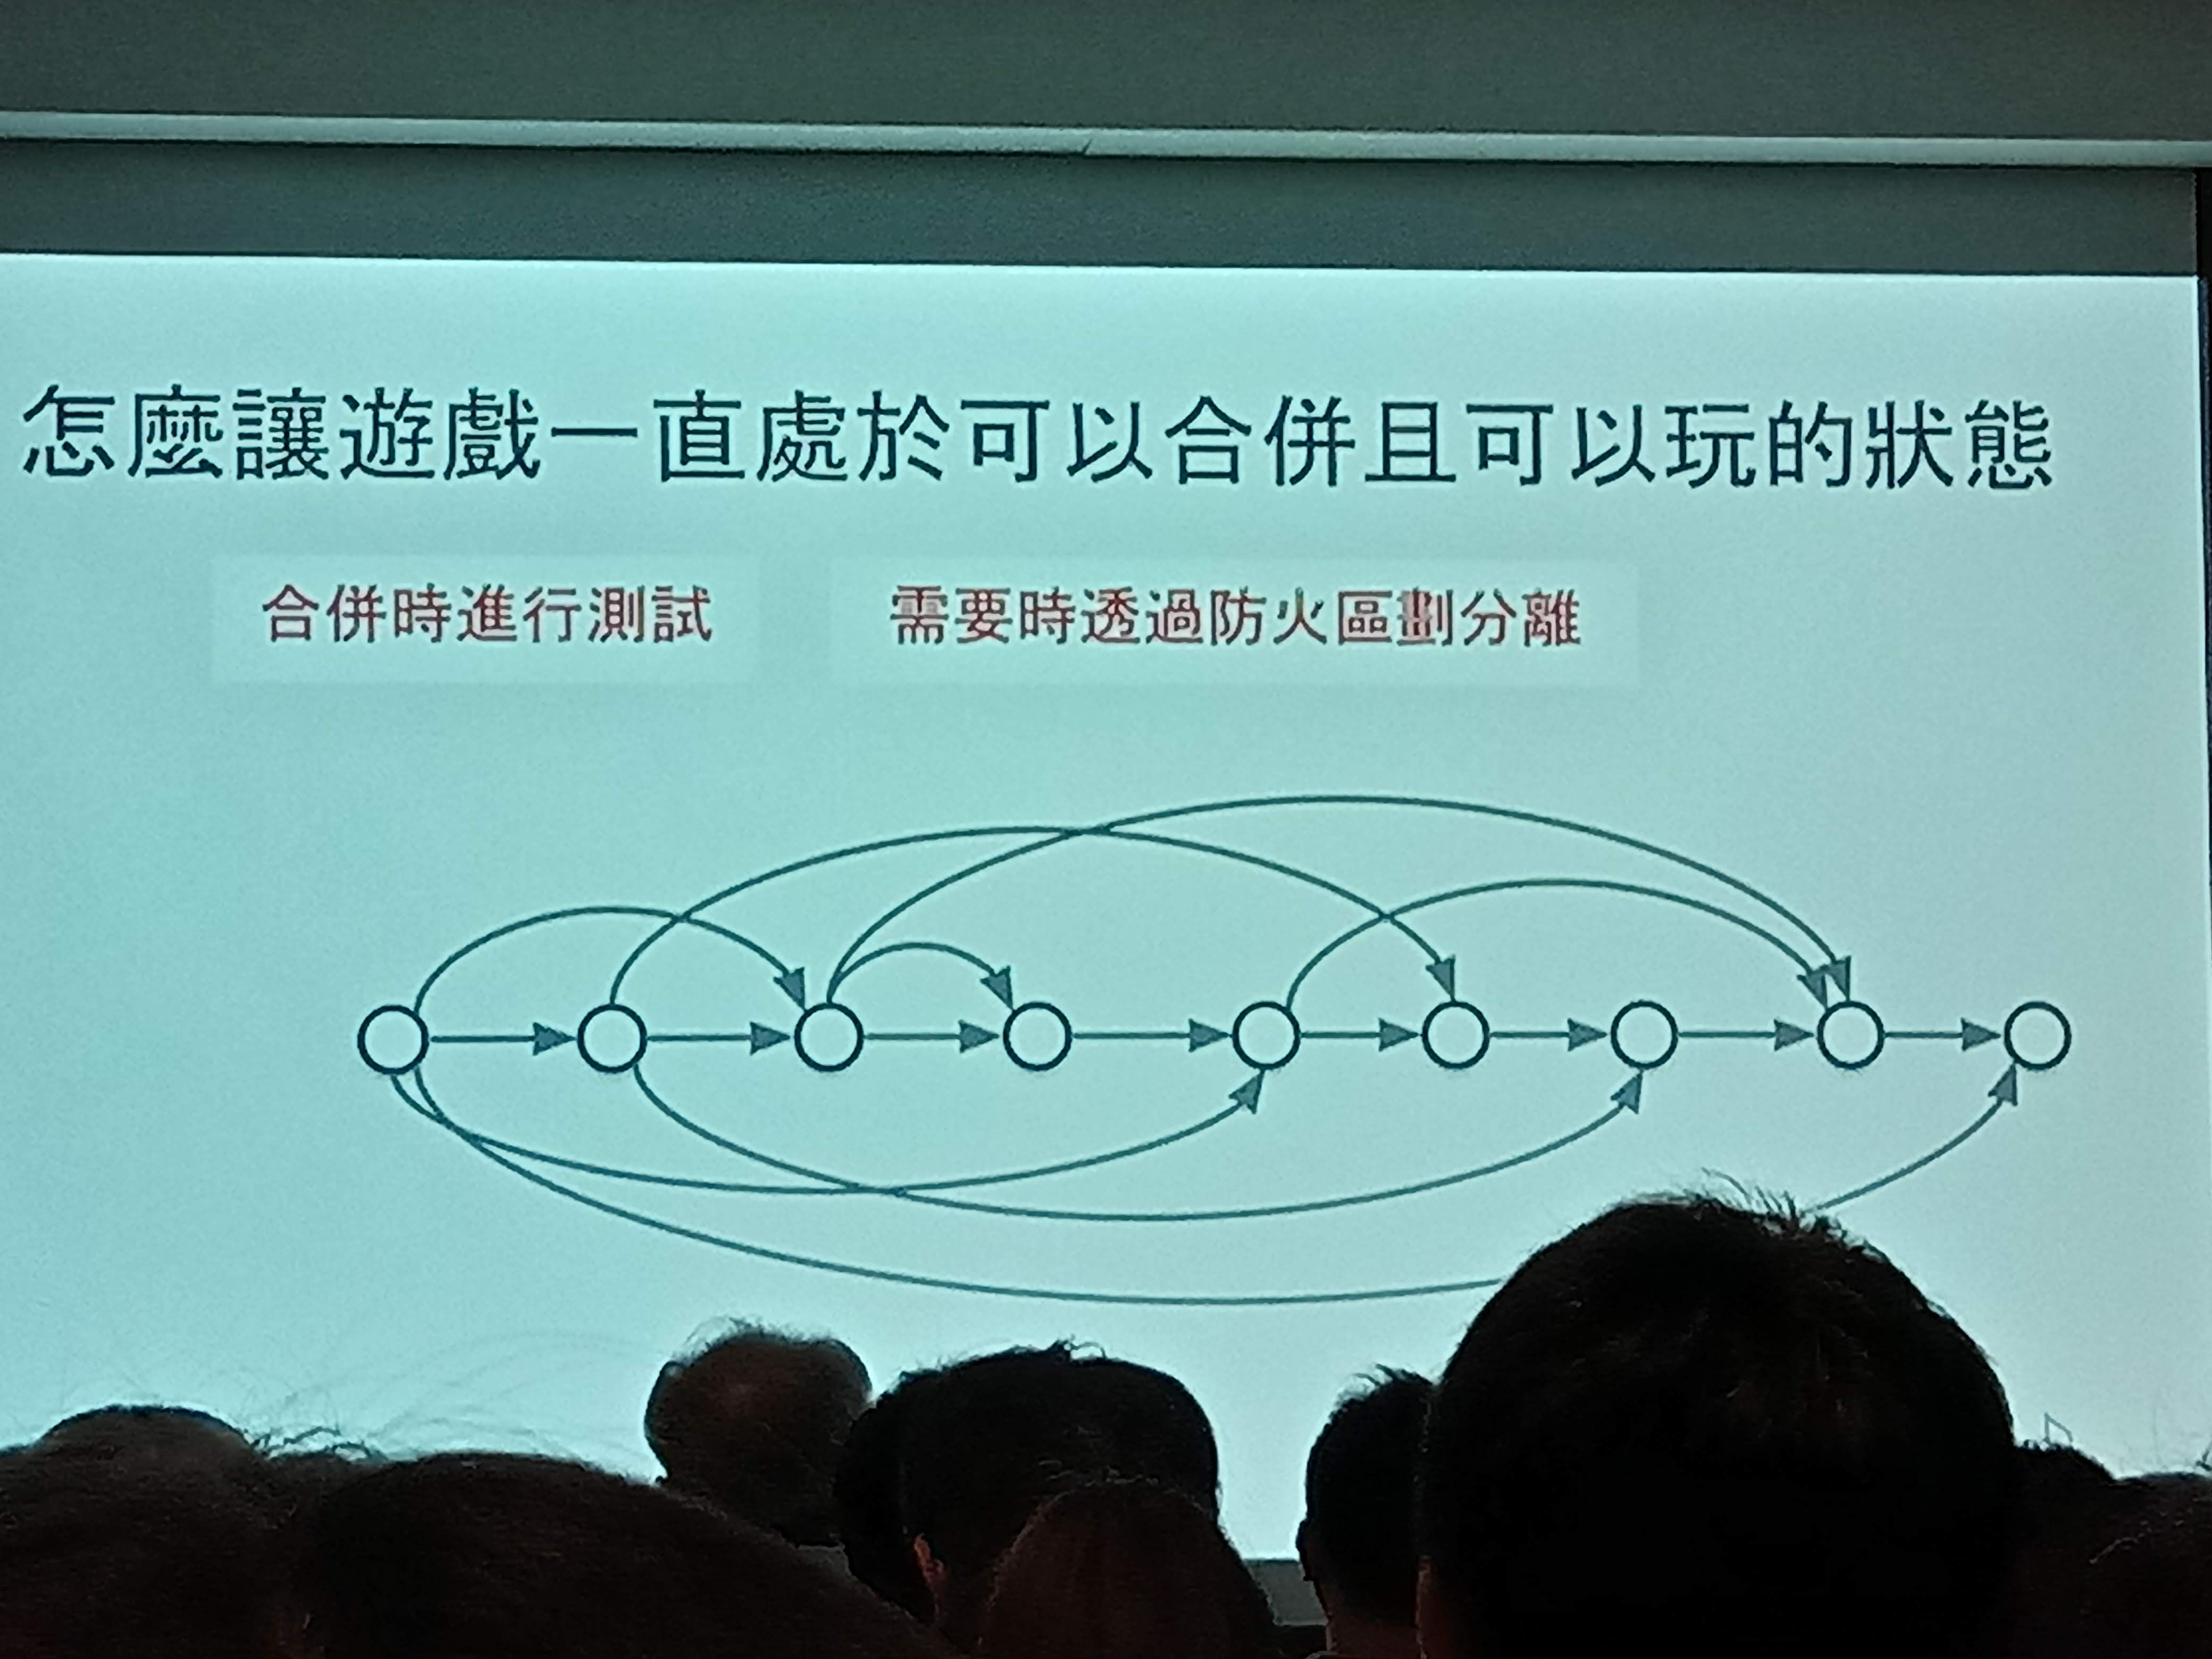 怎麼讓遊戲一直處於可以合併且可以玩的狀態
合併時進行測試
需要時透過防火區劃分離